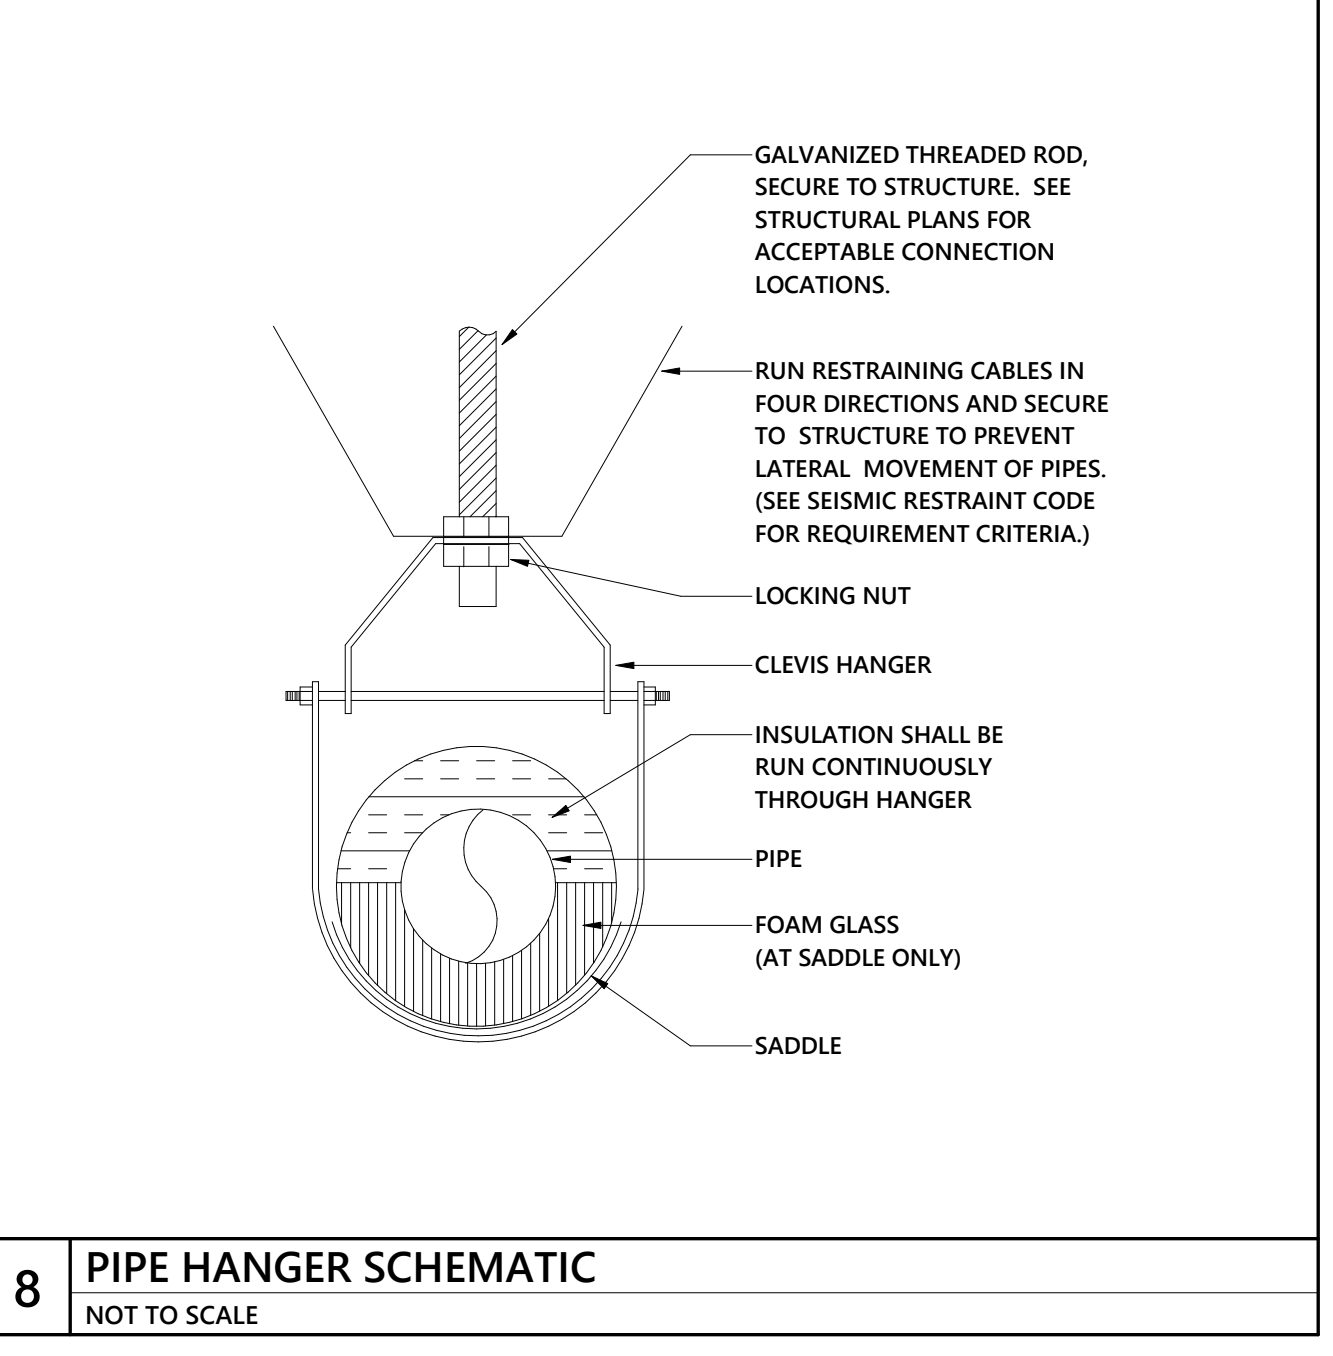 GALVANIZED THREADED ROD,
SECURE TO STRUCTURE.  SEE
STRUCTURAL PLANS FOR
ACCEPTABLE CONNECTION
LOCATIONS.
RUN RESTRAINING CABLES IN
FOUR DIRECTIONS AND SECURE
TO  STRUCTURE TO PREVENT
LATERAL  MOVEMENT OF PIPES.
(SEE SEISMIC RESTRAINT CODE
FOR REQUIREMENT CRITERIA.)
LOCKING NUT
CLEVIS HANGER
INSULATION SHALL BE
RUN CONTINUOUSLY
THROUGH HANGER
PIPE
FOAM GLASS
(AT SADDLE ONLY)
SADDLE
8
PIPE HANGER SCHEMATIC
NOT TO SCALE